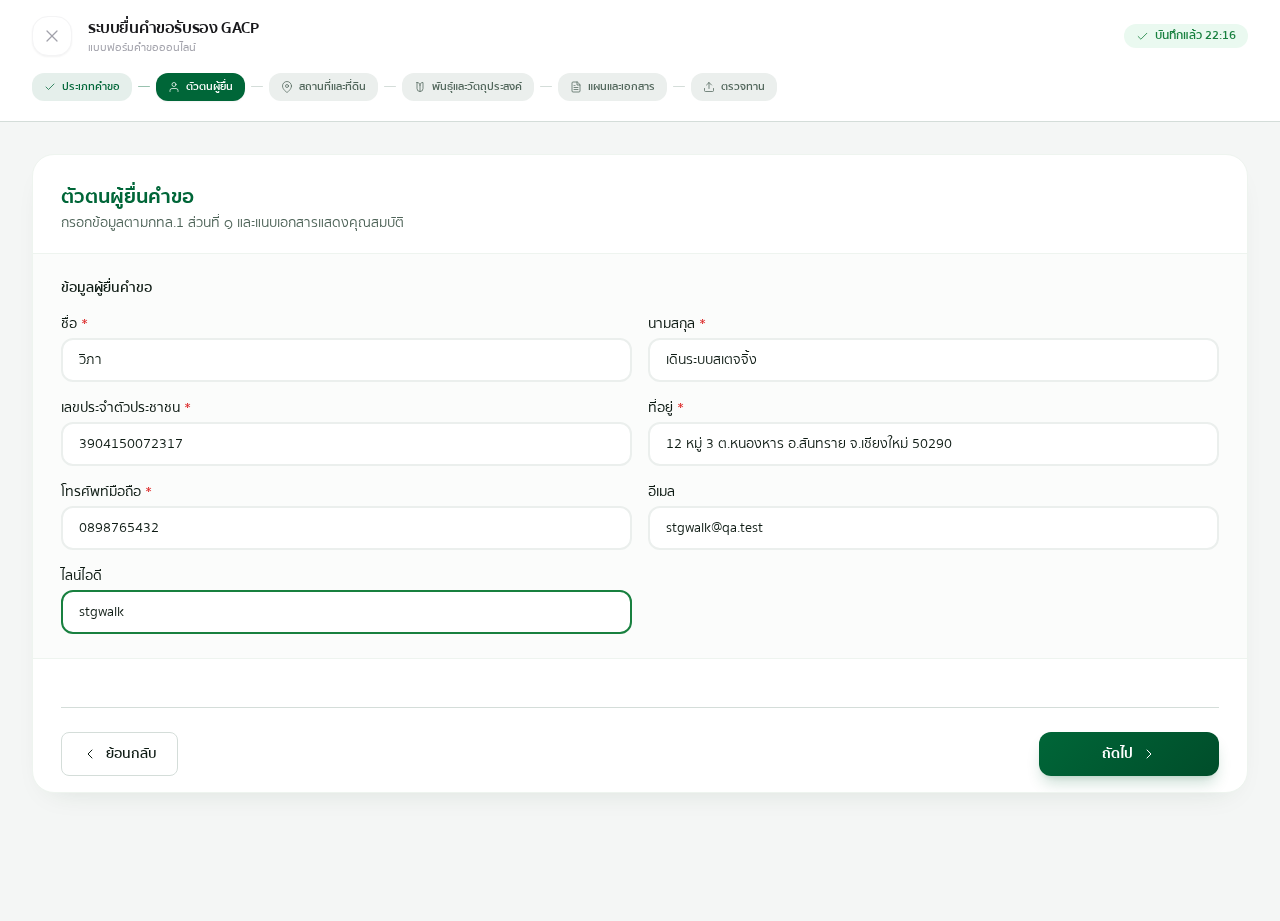 ระบบยื่นคำขอรับรอง GACP
แบบฟอร์มคำขอออนไลน์
บันทึกแล้ว 22:16
ประเภทคำขอ
ตัวตนผู้ยื่น
สถานที่และที่ดิน
พันธุ์และวัตถุประสงค์
แผนและเอกสาร
ตรวจทาน
ตัวตนผู้ยื่นคำขอ
กรอกข้อมูลตามกทล.1 ส่วนที่ ๑ และแนบเอกสารแสดงคุณสมบัติ
ข้อมูลผู้ยื่นคำขอ
ชื่อ *
นามสกุล *
วิภา
เดินระบบสเตจจิ้ง
เลขประจำตัวประชาชน *
ที่อยู่ *
3904150072317
12 หมู่ 3 ต.หนองหาร อ.สันทราย จ.เชียงใหม่ 50290
โทรศัพท์มือถือ *
อีเมล
0898765432
stgwalk@qa.test
ไลน์ไอดี
stgwalk
ย้อนกลับ
ถัดไป